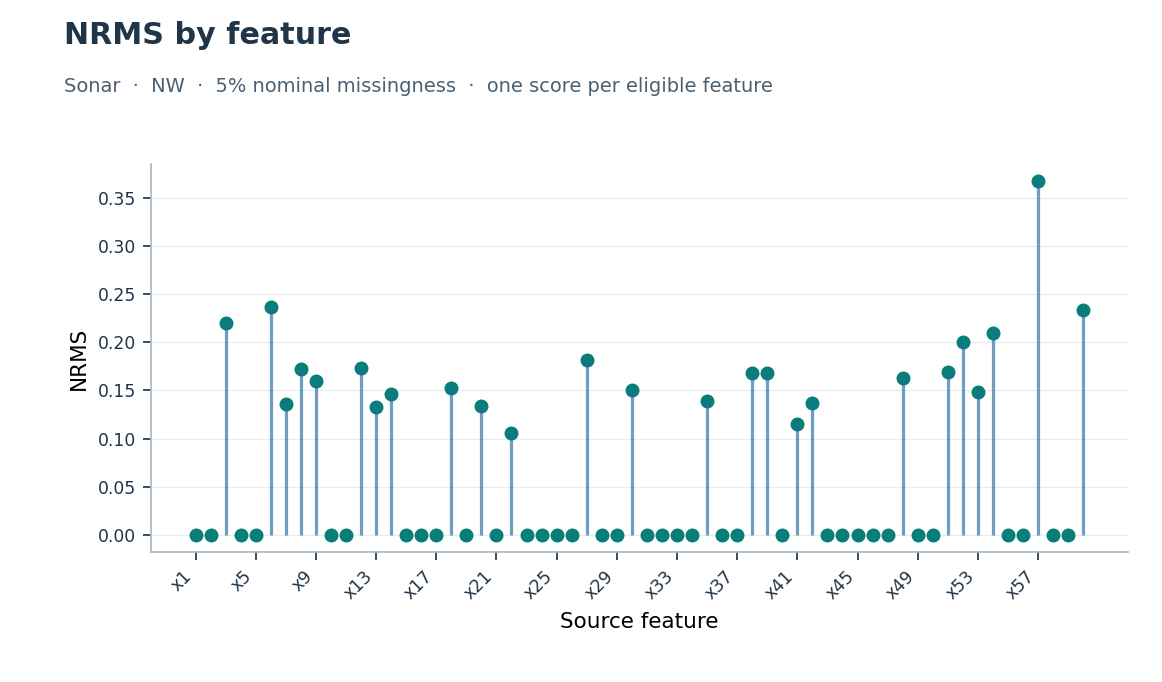 NRMS by feature
Sonar · NW · 5% nominal missingness · one score per eligible feature
NRMS
0.35
0.30
0.25
0.20
0.15
0.10
0.05
0.00
x1 x5 x9 x13 x17 x21 x25 x29 x33 x37 x41 x45 x49 x53 x57
Source feature